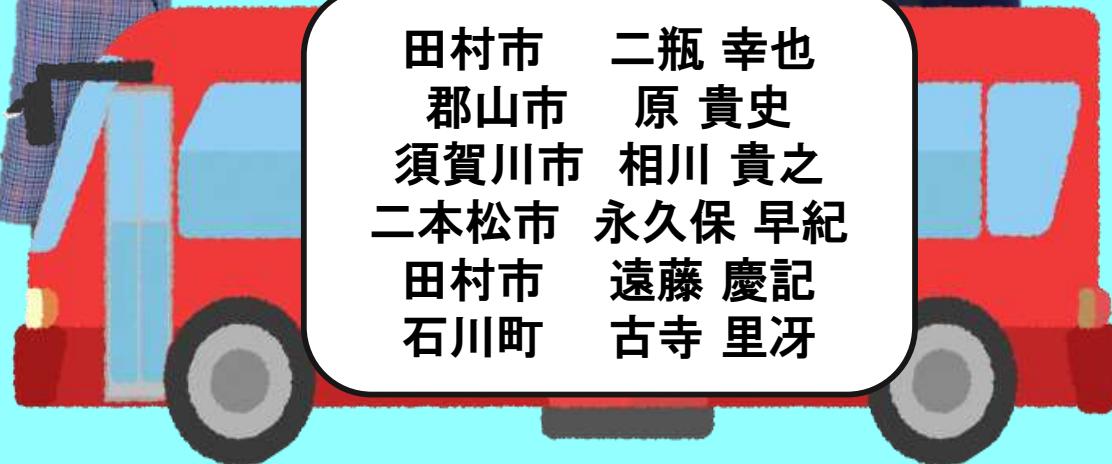 田村市 二瓶 幸也
郡山市 原 貴史
須賀川市 相川 貴之
二本松市 永久保 早紀
田村市 遠藤 慶記
石川町 古寺 里冴